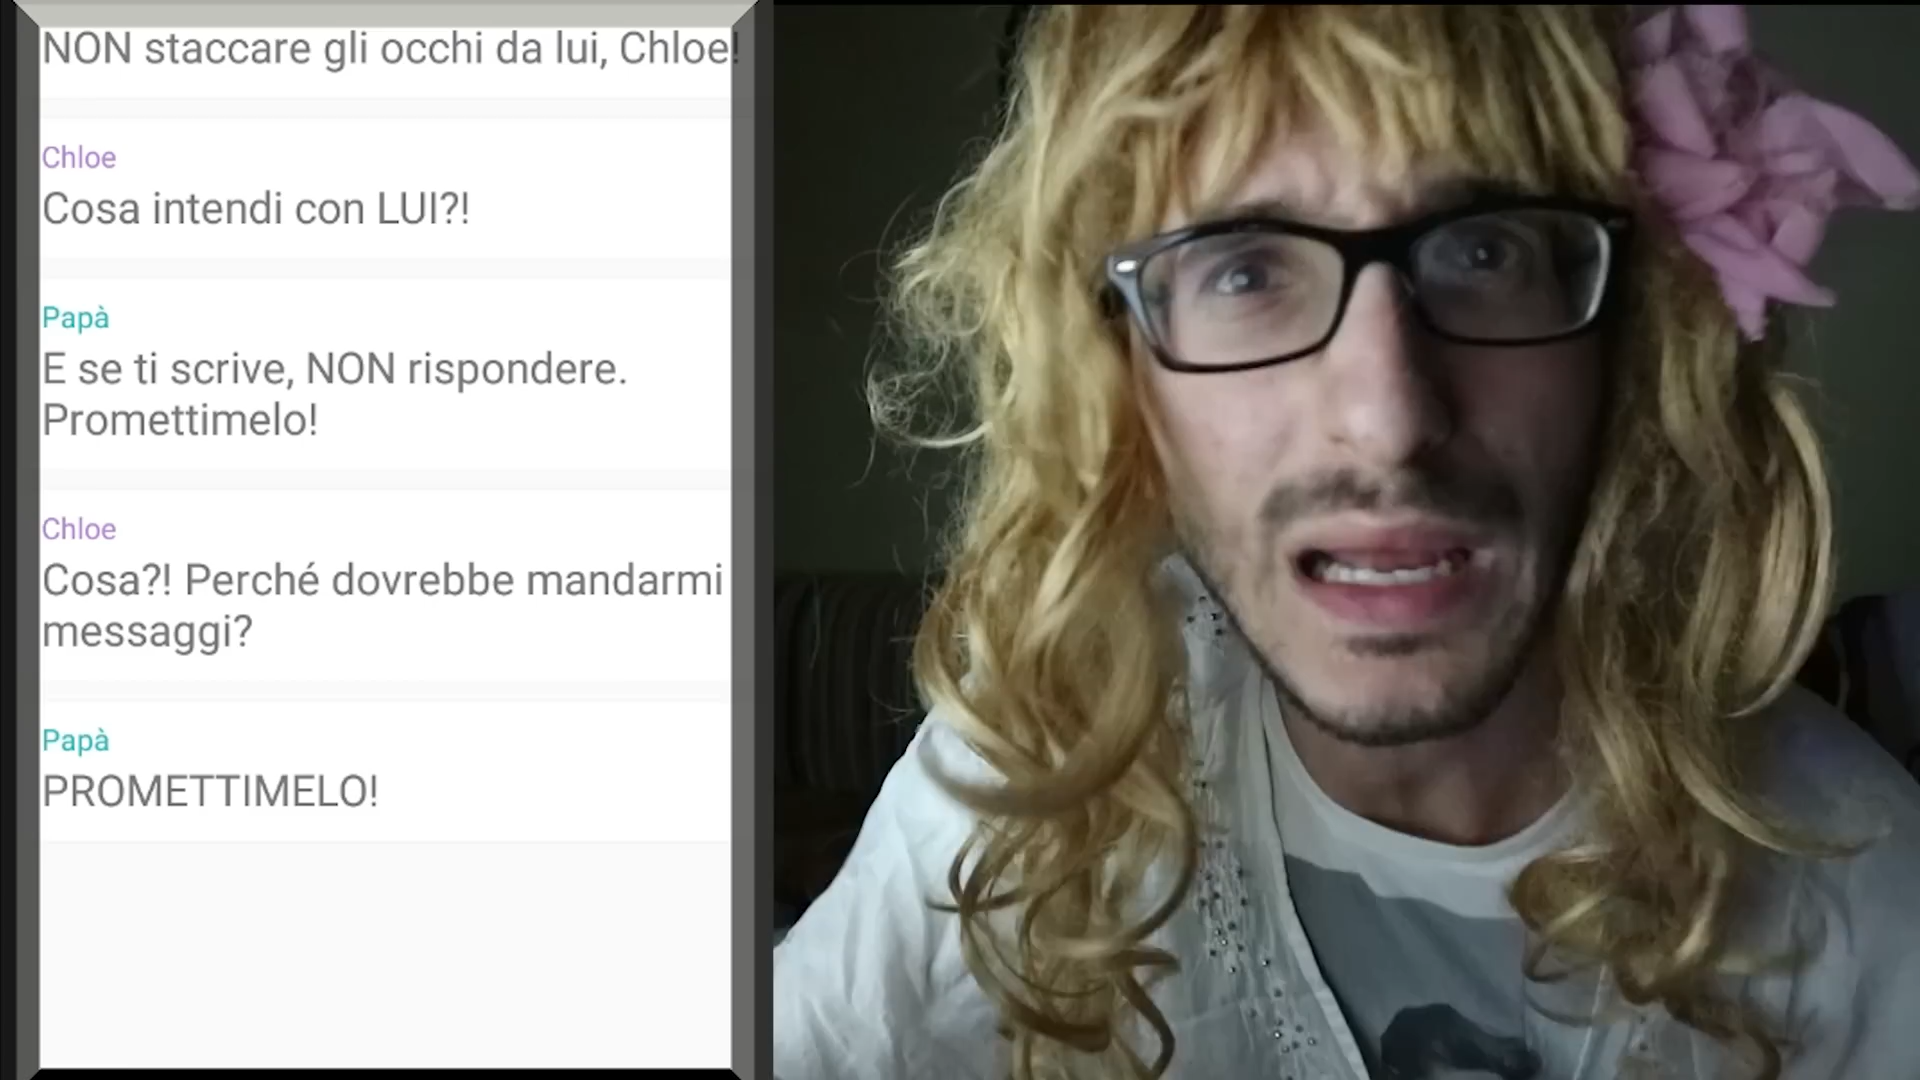 NON staccare gli occhi da lui, Chloe!
Chloe
Cosa intendi con LUI?!
Papà
E se ti scrive, NON rispondere.
Promettimelo!
Chloe
Cosa?! Perché dovrebbe mandarmi
messaggi?
Papà
PROMETTIMELO!